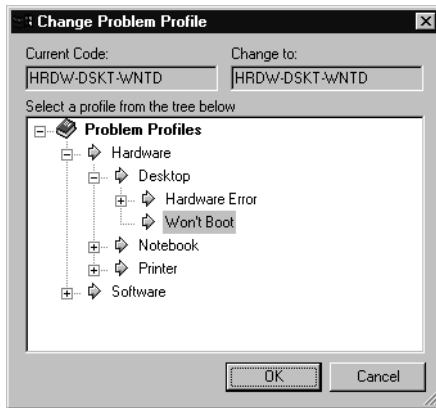 Change Problem Profile
Current Code: Change to:
HRDW-DSKT-WNTD HRDW-DSKT-WNTD
Select a profile from the tree below
Problem Profiles
Hardware
Desktop
Hardware Error
Won't Boot
Notebook
Printer
Software
OK Cancel